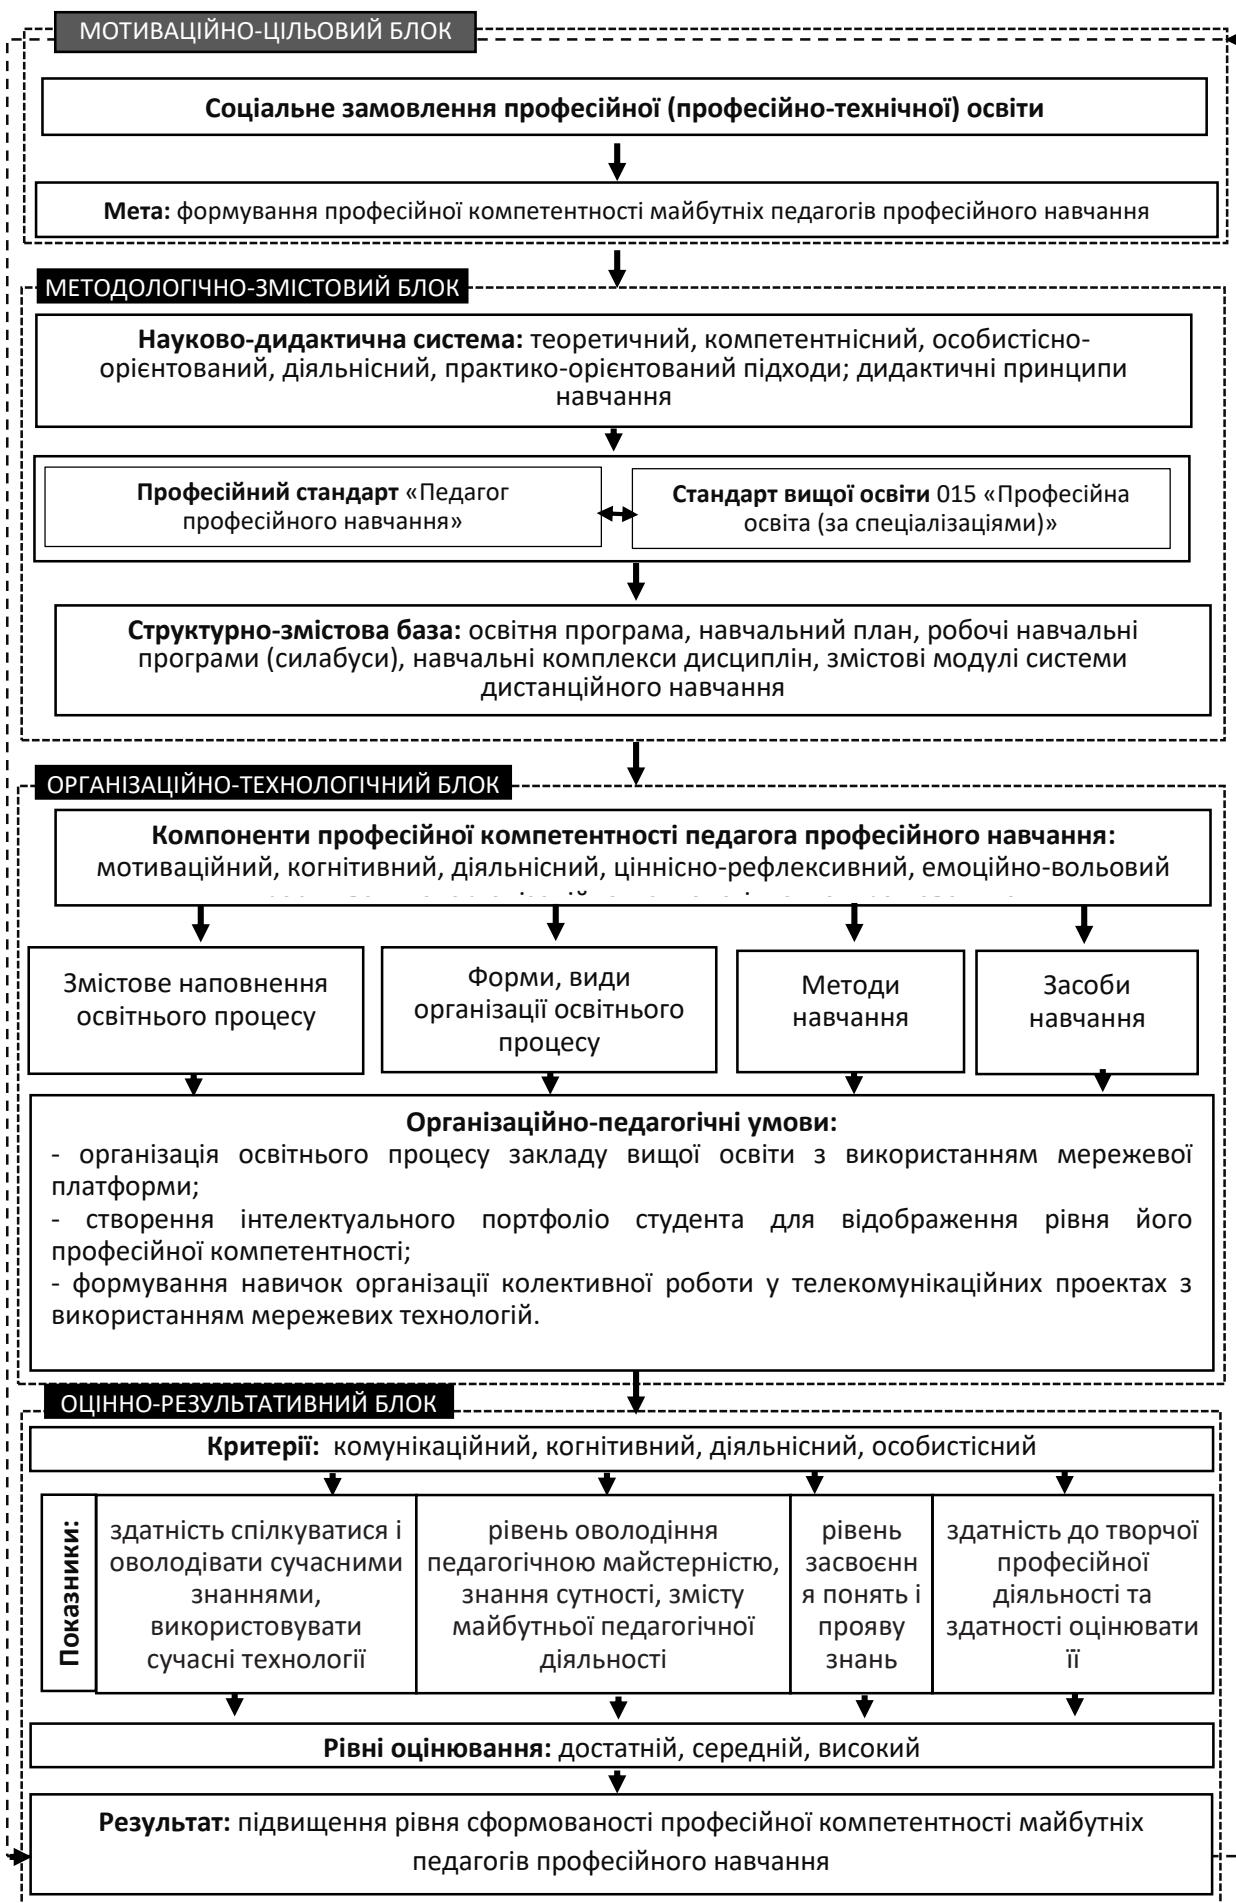 МОТИВАЦІЙНО-ЦІЛЬОВИЙ БЛОК
Соціальне замовлення професійної (професійно-технічної) освіти
Мета: формування професійної компетентності майбутніх педагогів професійного навчання
МЕТОДОЛОГІЧНО-ЗМІСТОВИЙ БЛОК
Науково-дидактична система: теоретичний, компетентнісний, особистісно-
орієнтований, діяльнісний, практико-орієнтований підходи; дидактичні принципи
навчання
Професійний стандарт «Педагог
професійного навчання»
Стандарт вищої освіти 015 «Професійна
освіта (за спеціалізаціями)»
Структурно-змістова база: освітня програма, навчальний план, робочі навчальні
програми (силабуси), навчальні комплекси дисциплін, змістові модулі системи
дистанційного навчання
ОРГАНІЗАЦІЙНО-ТЕХНОЛОГІЧНИЙ БЛОК
Компоненти професійної компетентності педагога професійного навчання:
мотиваційний, когнітивний, діяльнісний, ціннісно-рефлексивний, емоційно-вольовий
Змістове наповнення
освітнього процесу
Форми, види
організації освітнього
процесу
Методи
навчання
Засоби
навчання
Організаційно-педагогічні умови:
- організація освітнього процесу закладу вищої освіти з використанням мережевої
платформи;
- створення інтелектуального портфоліо студента для відображення рівня його
професійної компетентності;
- формування навичок організації колективної роботи у телекомунікаційних проектах з
використанням мережевих технологій.
ОЦІННО-РЕЗУЛЬТАТИВНИЙ БЛОК
Критерії: комунікаційний, когнітивний, діяльнісний, особистісний
Показники:
здатність спілкуватися і
оволодівати сучасними
знаннями,
використовувати
сучасні технології
рівень оволодіння
педагогічною майстерністю,
знання сутності, змісту
майбутньої педагогічної
діяльності
рівень
засвоєнн
я понять і
прояву
знань
здатність до творчої
професійної
діяльності та
здатності оцінювати
її
Рівні оцінювання: достатній, середній, високий
Результат: підвищення рівня сформованості професійної компетентності майбутніх
педагогів професійного навчання